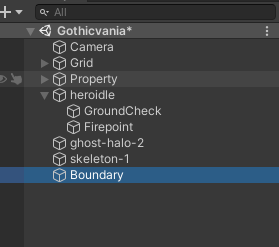 All
Gothicvania*
Camera
Grid
Property
heroidle
GroundCheck
Firepoint
ghost-halo-2
skeleton-1
Boundary